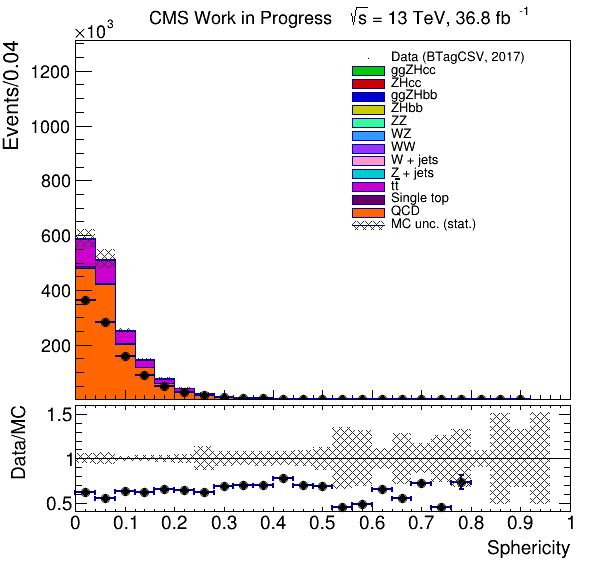 CMS Work in Progress √s = 13 TeV, 36.8 fb⁻¹
×10³
Events/0.04
1200
1000
800
600
400
200
Data (BTagCSV, 2017)
ggZHcc
ZHcc
ggZHbb
ZHbb
ZZ
WZ
WW
W + jets
Z + jets
tt̄
Single top
QCD
MC unc. (stat.)
Data/MC
1.5
1
0.5
0 0.1 0.2 0.3 0.4 0.5 0.6 0.7 0.8 0.9 1
Sphericity